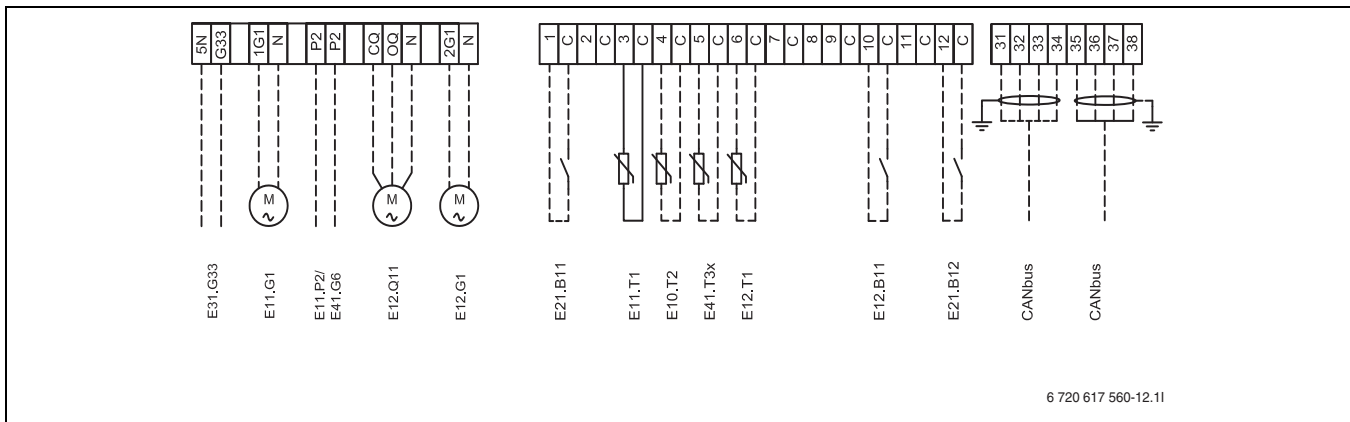 5N G33 1G1 N P2 P2 CQ OQ N 2G1 N
1 C 2 C 3 C 4 C 5 C 6 C 7 C 8 C 9 C 10 C 11 C 12 C
31 32 33 34 35 36 37 38
M M M
E31.G33
E11.G1
E11.P2/
E41.G6
E12.Q11
E12.G1
E21.B11
E11.T1
E10.T2
E41.T3x
E12.T1
E12.B11
E21.B12
CANbus
CANbus
6 720 617 560-12.1I